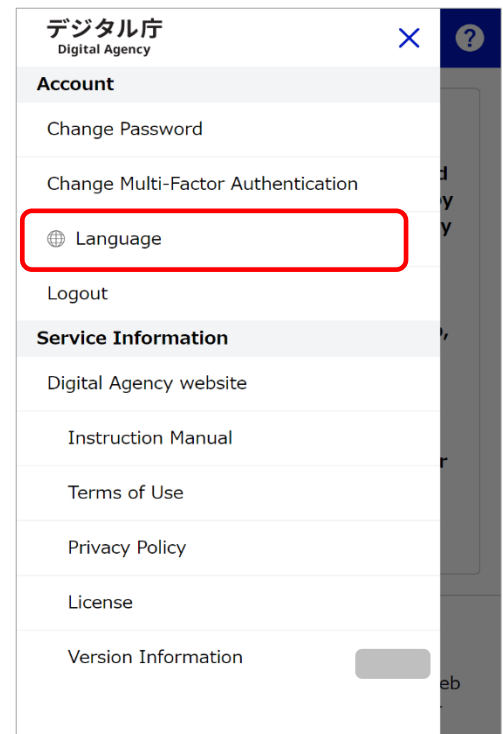 デジタル庁
Digital Agency
?
Account
Change Password
Change Multi-Factor Authentication
Language
Logout
Service Information
Digital Agency website
Instruction Manual
Terms of Use
Privacy Policy
License
Version Information